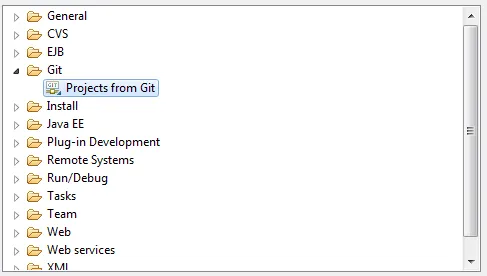 General
CVS
EJB
Git
Projects from Git
Install
Java EE
Plug-in Development
Remote Systems
Run/Debug
Tasks
Team
Web
Web services
XML